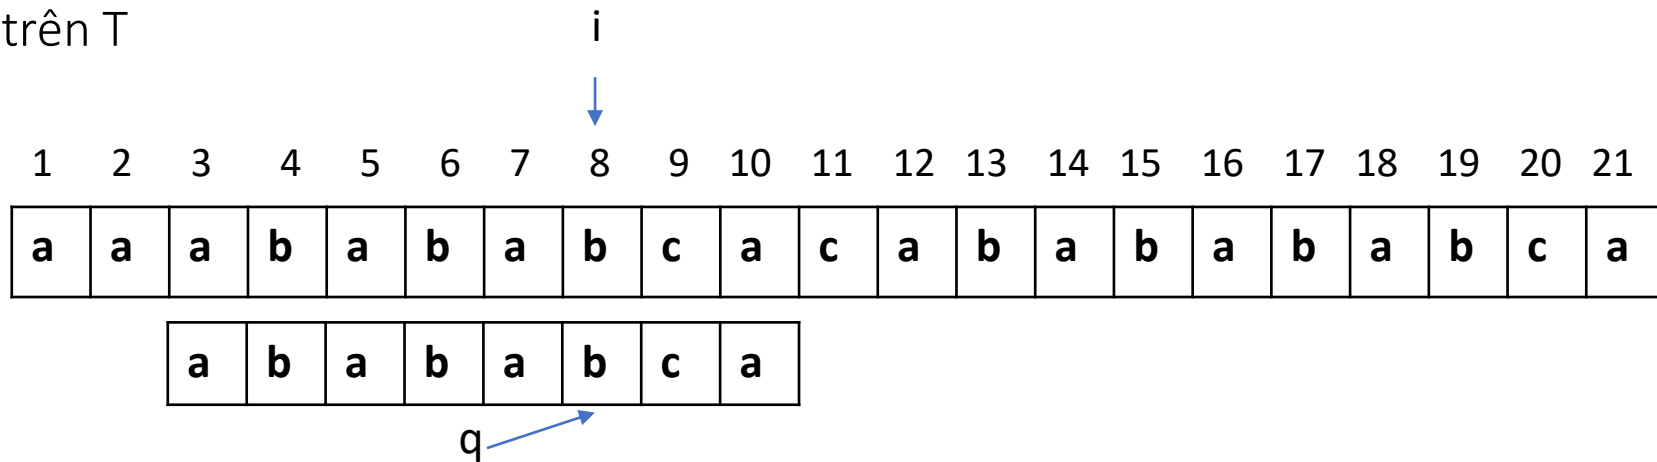 trên T
i
1 2 3 4 5 6 7 8 9 10 11 12 13 14 15 16 17 18 19 20 21
a a a b a b a b c a c a b a b a b a b c a
a b a b a b c a
q